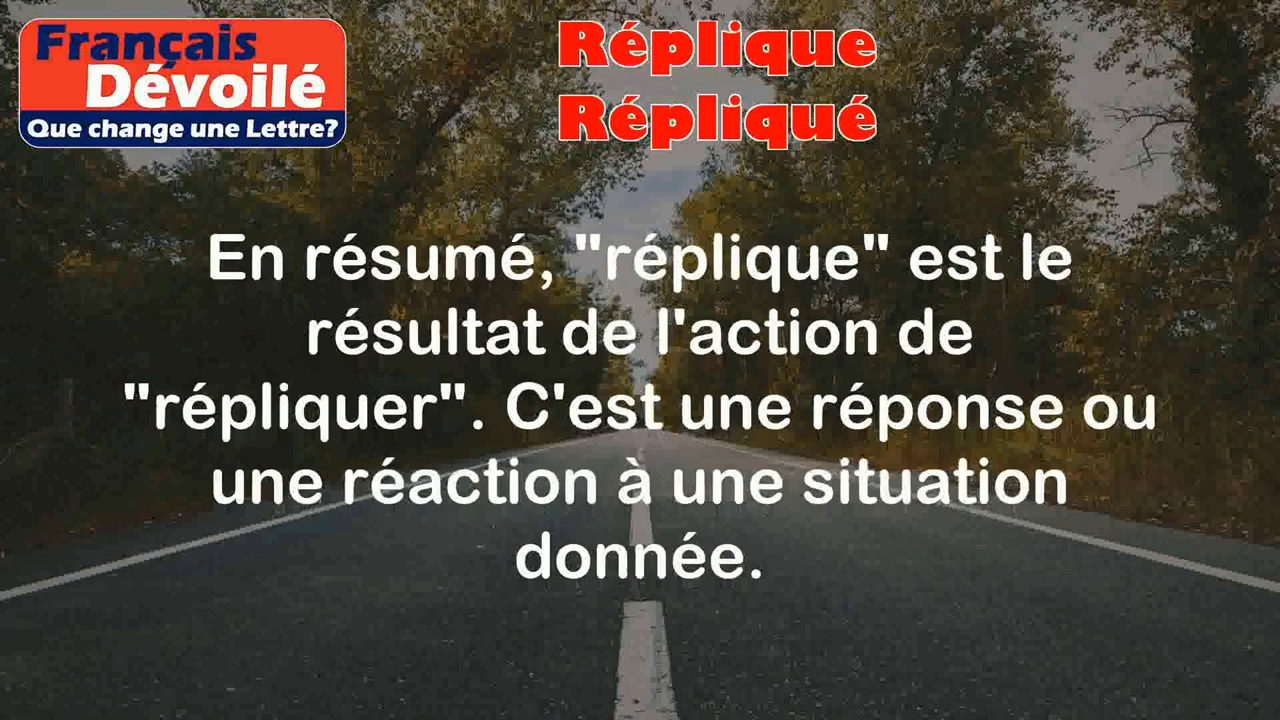 Français
Dévoilé
Que change une Lettre?
Réplique
Répliqué
En résumé, "réplique" est le
résultat de l'action de
"répliquer". C'est une réponse ou
une réaction à une situation
donnée.